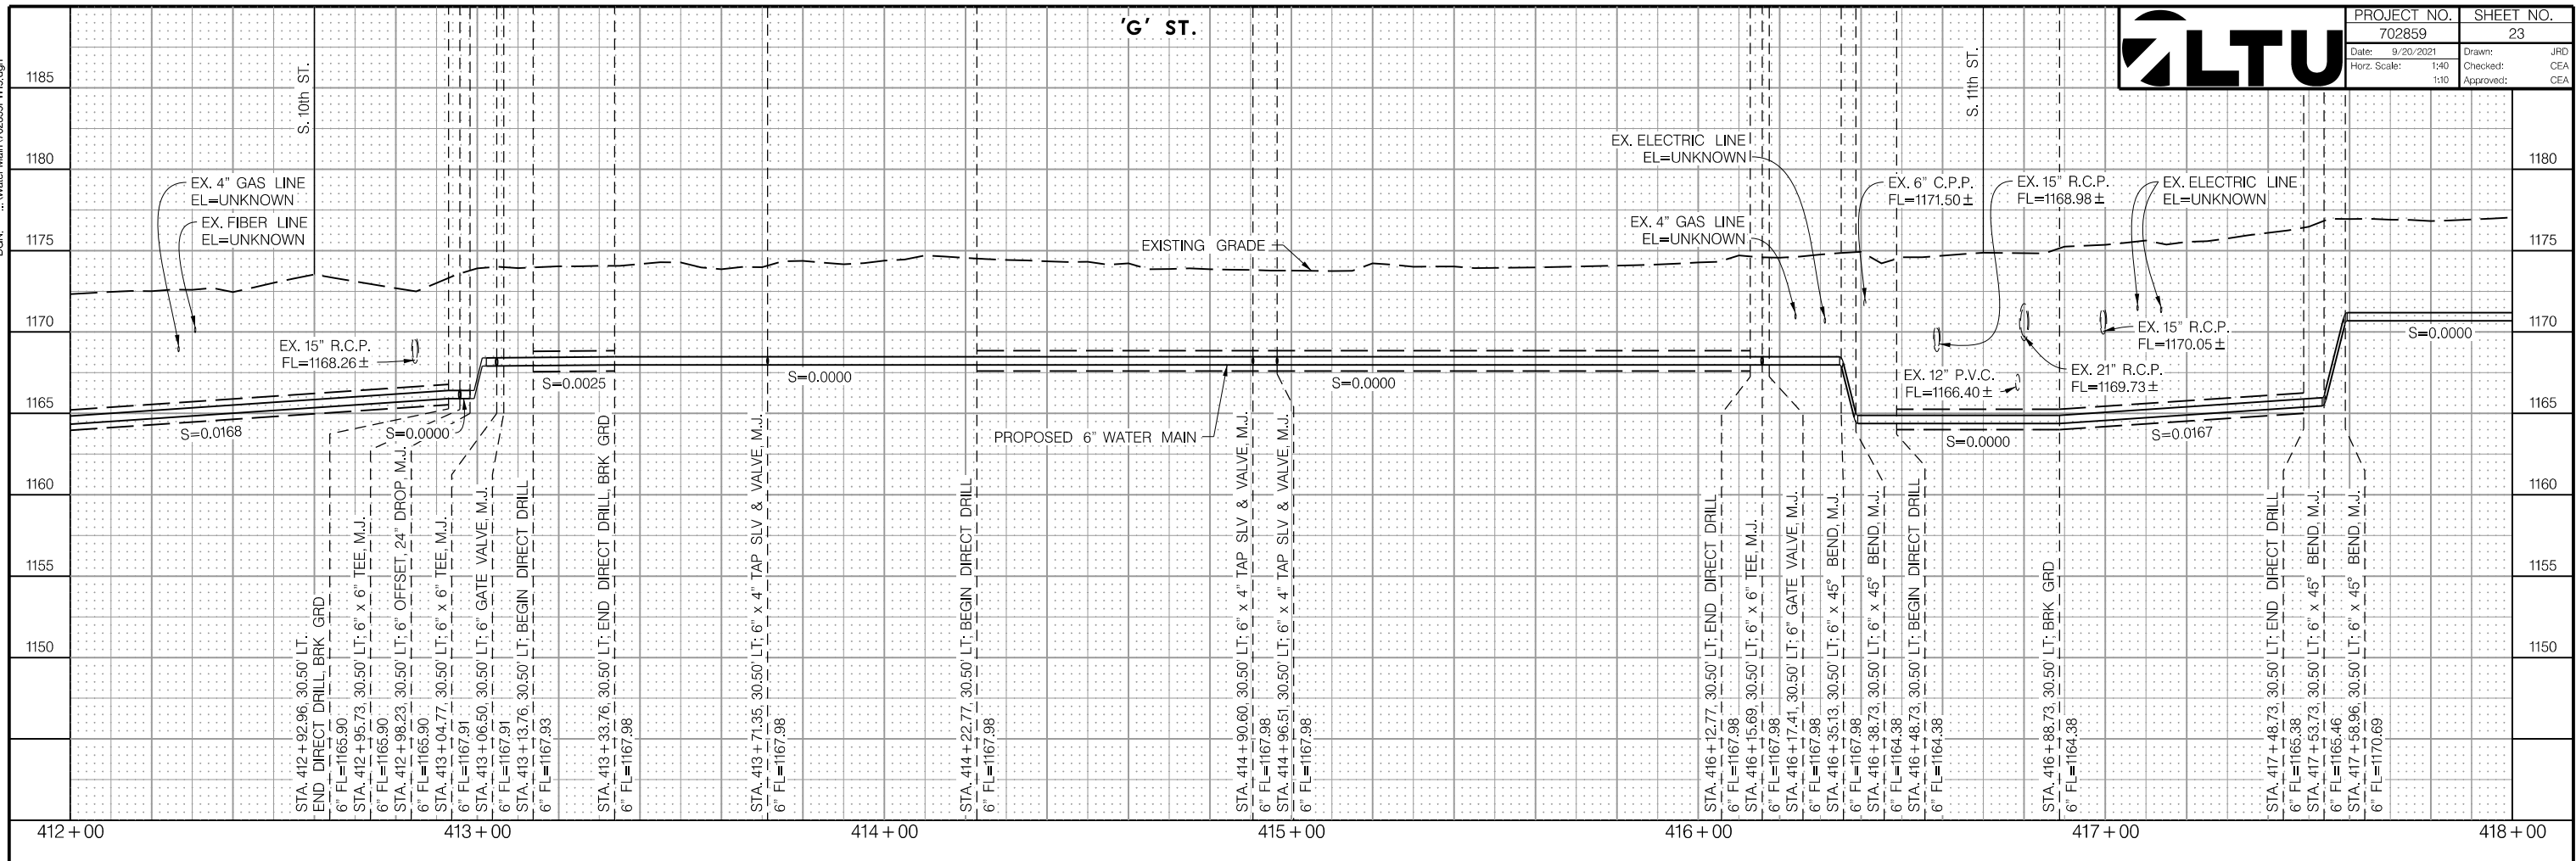 'G' ST.
LTU
PROJECT NO.
SHEET NO.
702859
23
Date: 9/20/2021
Drawn: JRD
Horz. Scale: 1:40
Checked: CEA
1:10
Approved: CEA
S. 10th ST.
S. 11th ST.
1185
1180
1175
1170
1165
1160
1155
1150
1180
1175
1170
1165
1160
1155
1150
EX. 4" GAS LINE
EL=UNKNOWN
EX. FIBER LINE
EL=UNKNOWN
EX. 15" R.C.P.
FL=1168.26±
EXISTING GRADE
EX. ELECTRIC LINE
EL=UNKNOWN
EX. 4" GAS LINE
EL=UNKNOWN
EX. 6" C.P.P.
FL=1171.50±
EX. 15" R.C.P.
FL=1168.98±
EX. ELECTRIC LINE
EL=UNKNOWN
EX. 15" R.C.P.
FL=1170.05±
EX. 21" R.C.P.
FL=1169.73±
EX. 12" P.V.C.
FL=1166.40±
S=0.0168
S=0.0000
S=0.0025
S=0.0000
S=0.0000
S=0.0000
S=0.0167
S=0.0000
PROPOSED 6" WATER MAIN
STA. 412+92.96, 30.50' LT.
END DIRECT DRILL, BRK GRD
6" FL=1165.90
STA. 412+95.73, 30.50' LT; 6" x 6" TEE, M.J.
6" FL=1165.90
STA. 412+98.23, 30.50' LT; 6" OFFSET, 24" DROP, M.J.
6" FL=1165.90
STA. 413+04.77, 30.50' LT; 6" x 6" TEE, M.J.
6" FL=1167.91
STA. 413+06.50, 30.50' LT; 6" GATE VALVE, M.J.
6" FL=1167.91
STA. 413+13.76, 30.50' LT; BEGIN DIRECT DRILL
6" FL=1167.93
STA. 413+33.76, 30.50' LT; END DIRECT DRILL, BRK GRD
6" FL=1167.98
STA. 413+71.35, 30.50' LT; 6" x 4" TAP SLV & VALVE, M.J.
6" FL=1167.98
STA. 414+22.77, 30.50' LT; BEGIN DIRECT DRILL
6" FL=1167.98
STA. 414+90.60, 30.50' LT; 6" x 4" TAP SLV & VALVE, M.J.
6" FL=1167.98
STA. 414+96.51, 30.50' LT; 6" x 4" TAP SLV & VALVE, M.J.
6" FL=1167.98
STA. 416+12.77, 30.50' LT; END DIRECT DRILL
6" FL=1167.98
STA. 416+15.69, 30.50' LT; 6" x 6" TEE, M.J.
6" FL=1167.98
STA. 416+17.41, 30.50' LT; 6" GATE VALVE, M.J.
6" FL=1167.98
STA. 416+35.13, 30.50' LT; 6" x 45° BEND, M.J.
6" FL=1167.98
STA. 416+38.73, 30.50' LT; 6" x 45° BEND, M.J.
6" FL=1164.38
STA. 416+48.73, 30.50' LT; BEGIN DIRECT DRILL
6" FL=1164.38
STA. 416+88.73, 30.50' LT; BRK GRD
6" FL=1164.38
STA. 417+48.73, 30.50' LT; END DIRECT DRILL
6" FL=1165.38
STA. 417+53.73, 30.50' LT; 6" x 45° BEND, M.J.
6" FL=1165.46
STA. 417+58.96, 30.50' LT; 6" x 45° BEND, M.J.
6" FL=1170.69
412+00
413+00
414+00
415+00
416+00
417+00
418+00